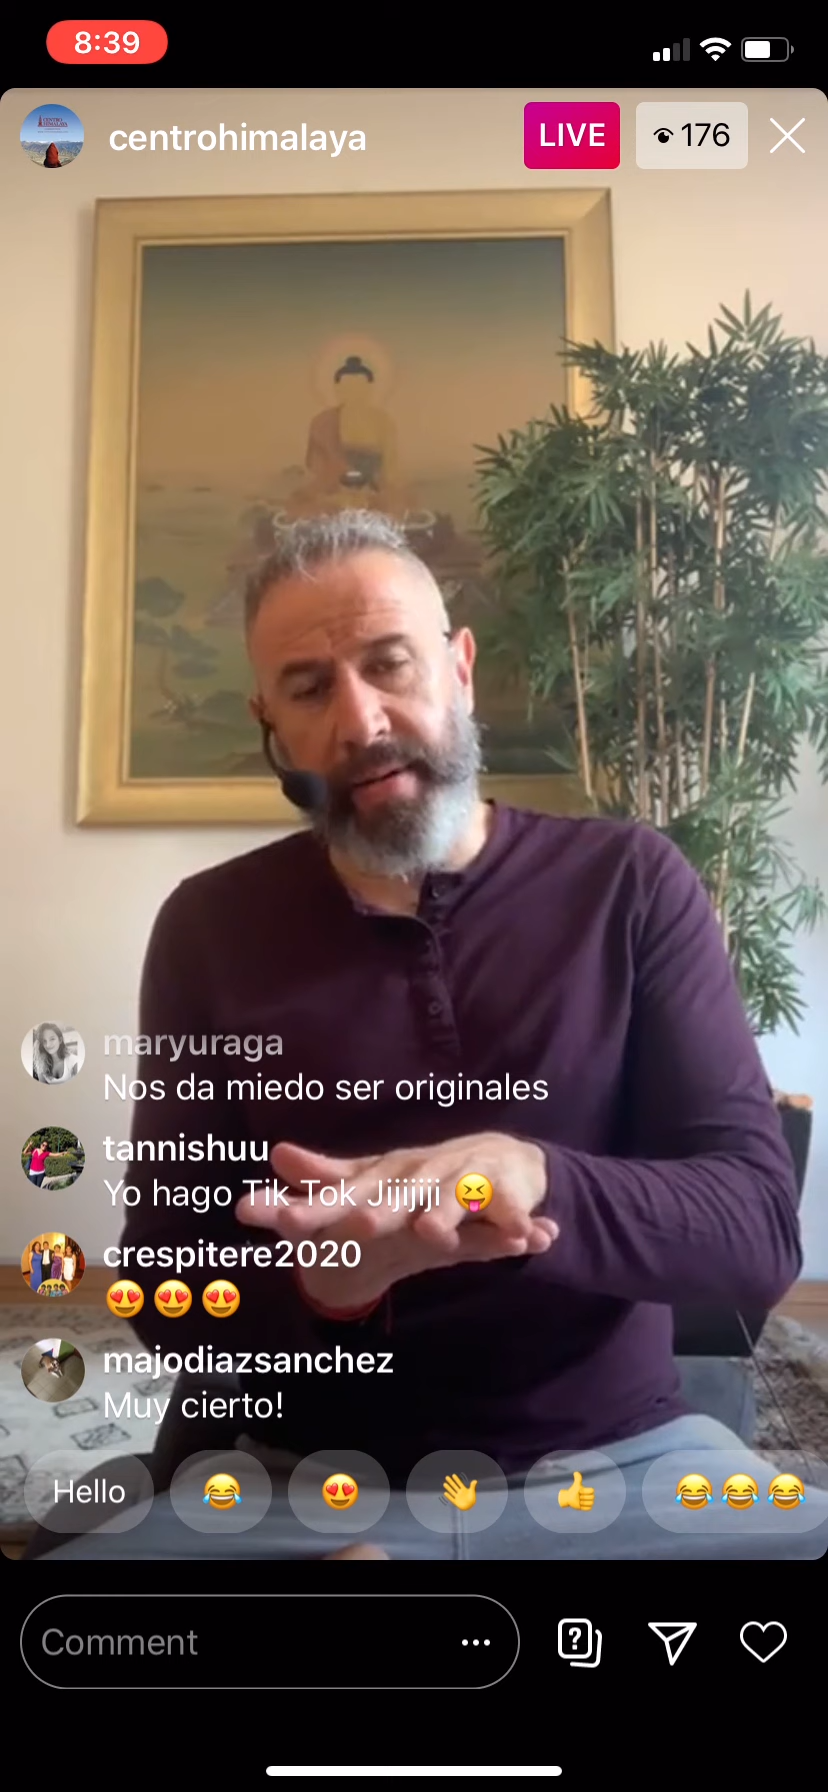 8:39
centrohimalaya
LIVE
176
maryuraga
Nos da miedo ser originales
tannishuu
Yo hago Tik Tok Jijijiji 😝
crespitere2020
😍😍😍
majodiazsanchez
Muy cierto!
Hello 😂 😍 👋 👍 😂😂😂
Comment